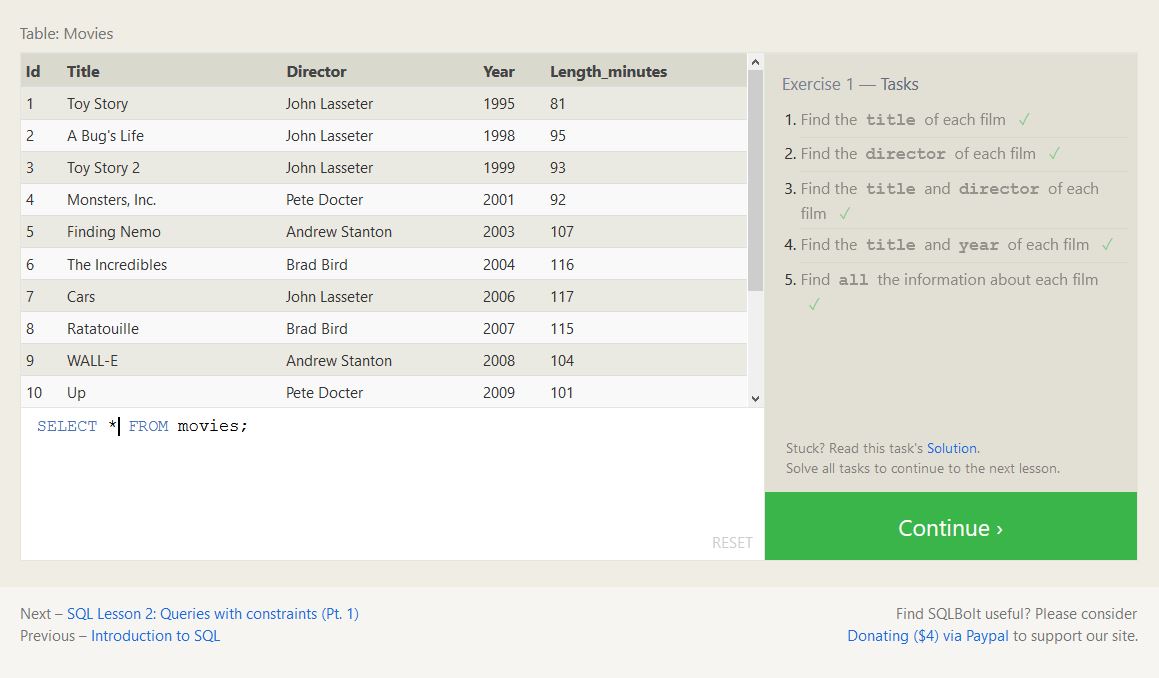 Table: Movies
Id Title Director Year Length_minutes
1 Toy Story John Lasseter 1995 81
2 A Bug's Life John Lasseter 1998 95
3 Toy Story 2 John Lasseter 1999 93
4 Monsters, Inc. Pete Docter 2001 92
5 Finding Nemo Andrew Stanton 2003 107
6 The Incredibles Brad Bird 2004 116
7 Cars John Lasseter 2006 117
8 Ratatouille Brad Bird 2007 115
9 WALL-E Andrew Stanton 2008 104
10 Up Pete Docter 2009 101
SELECT * FROM movies;
RESET
Exercise 1 — Tasks
1. Find the title of each film ✓
2. Find the director of each film ✓
3. Find the title and director of each
film ✓
4. Find the title and year of each film ✓
5. Find all the information about each film
✓
Stuck? Read this task's Solution.
Solve all tasks to continue to the next lesson.
Continue ›
Next – SQL Lesson 2: Queries with constraints (Pt. 1)
Previous – Introduction to SQL
Find SQLBolt useful? Please consider
Donating ($4) via Paypal to support our site.